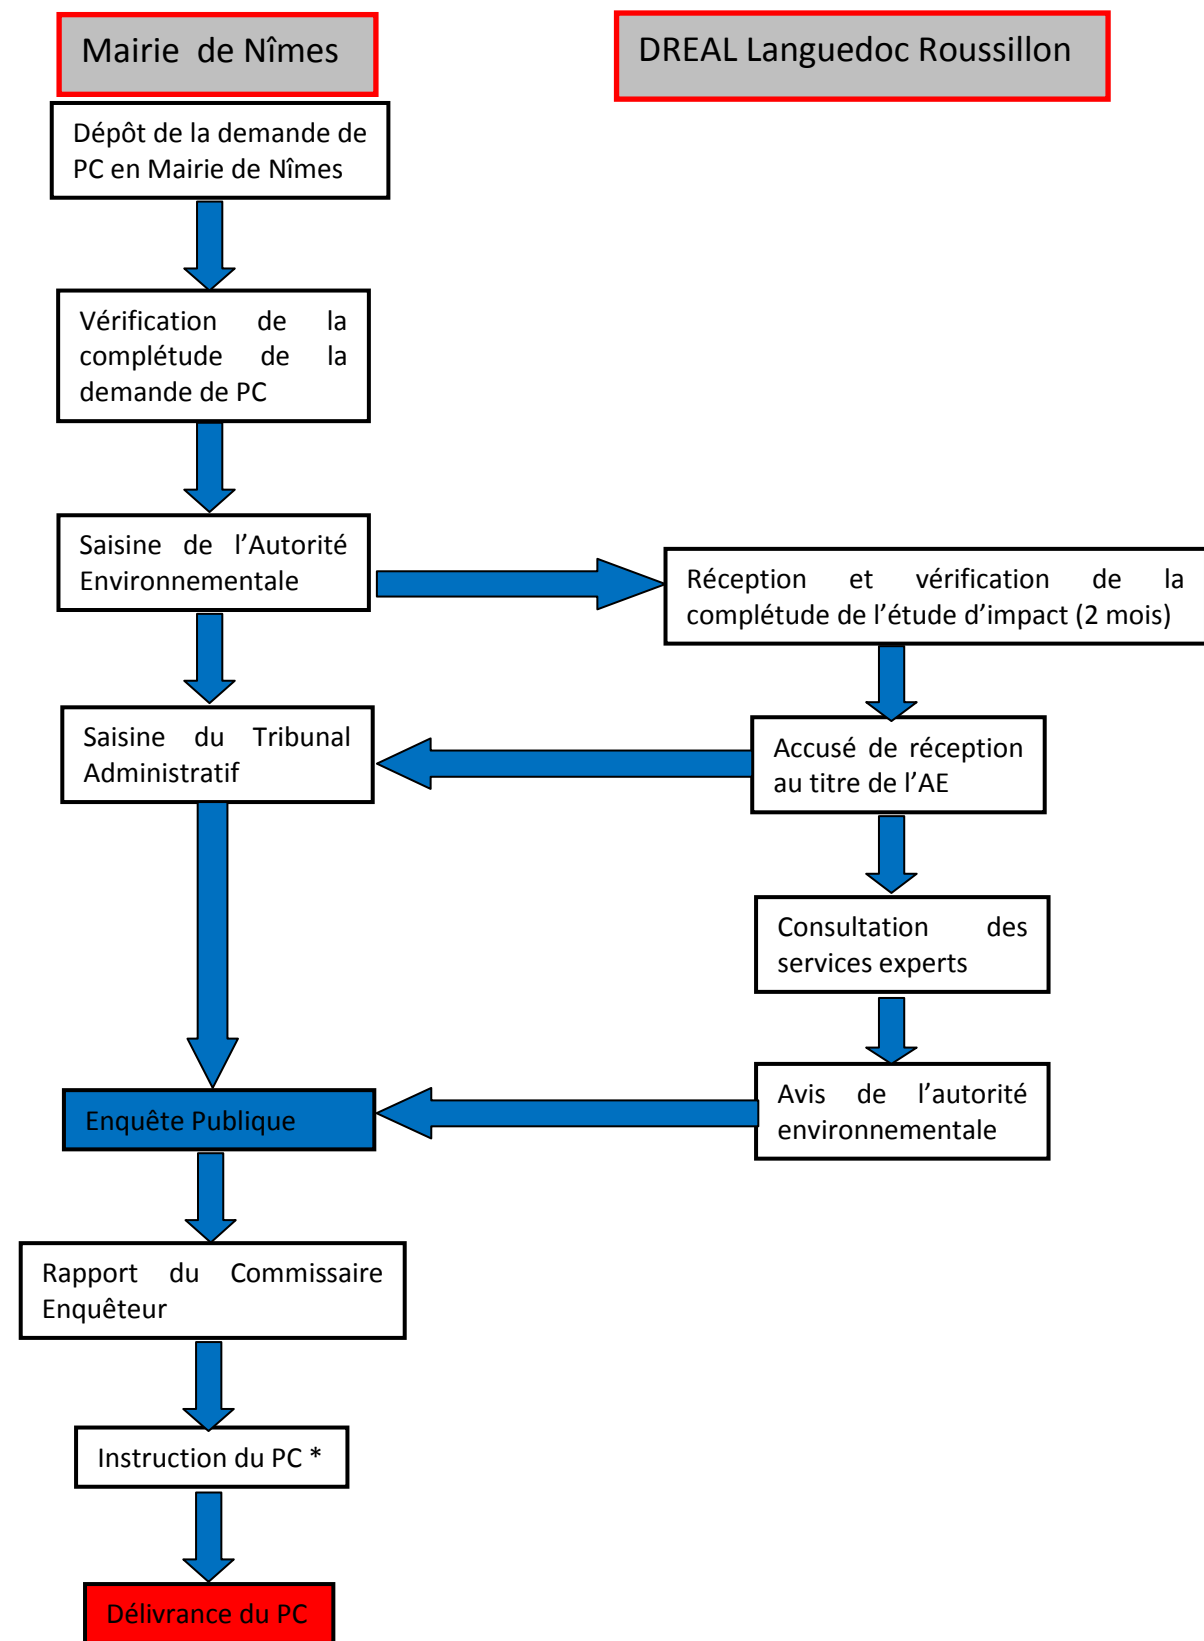 Mairie de Nîmes
DREAL Languedoc Roussillon
Dépôt de la demande de
PC en Mairie de Nîmes
Vérification de la
complétude de la
demande de PC
Saisine de l’Autorité
Environnementale
Réception et vérification de la
complétude de l’étude d’impact (2 mois)
Saisine du Tribunal
Administratif
Accusé de réception
au titre de l’AE
Consultation des
services experts
Avis de l’autorité
environnementale
Enquête Publique
Rapport du Commissaire
Enquêteur
Instruction du PC *
Délivrance du PC